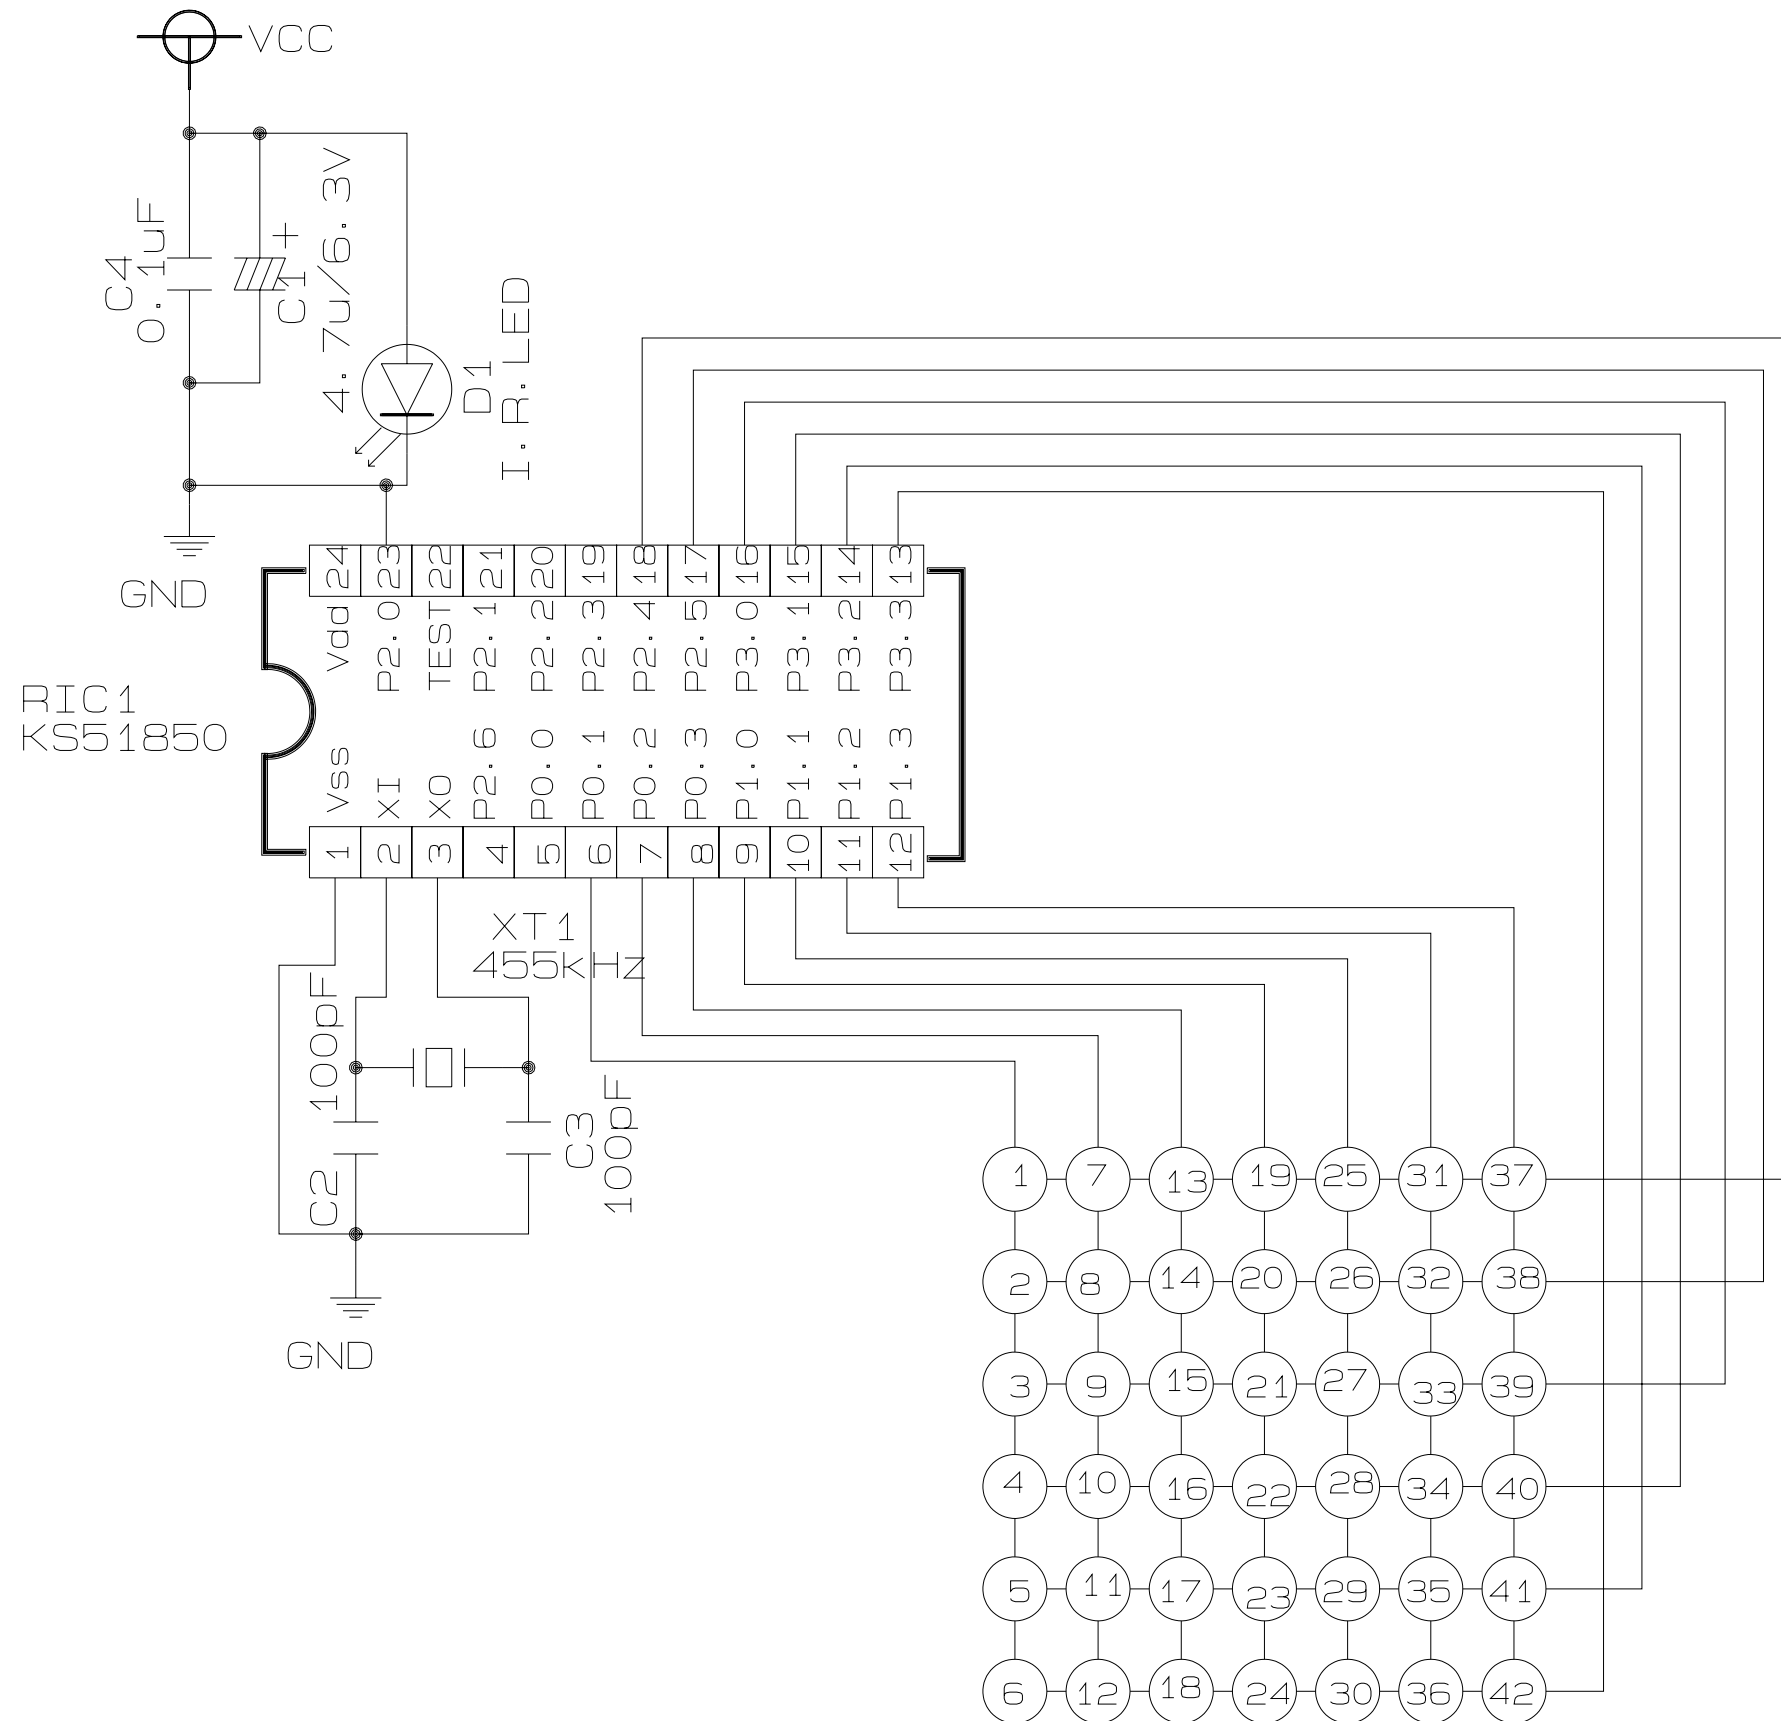 VCC
C4
0.1uF
C1
+
4.7u/6.3V
D1
I.R.LED
GND
24 23 22 21 20 19 18 17 16 15 14 13
Vdd P2.0 TEST P2.1 P2.2 P2.3 P2.4 P2.5 P3.0 P3.1 P3.2 P3.3
RIC1
KS51850
Vss XI XO P2.6 P0.0 P0.1 P0.2 P0.3 P1.0 P1.1 P1.2 P1.3
1 2 3 4 5 6 7 8 9 10 11 12
XT1
455kHz
100pF
C2
C3
100pF
GND
1 7 13 19 25 31 37
2 8 14 20 26 32 38
3 9 15 21 27 33 39
4 10 16 22 28 34 40
5 11 17 23 29 35 41
6 12 18 24 30 36 42